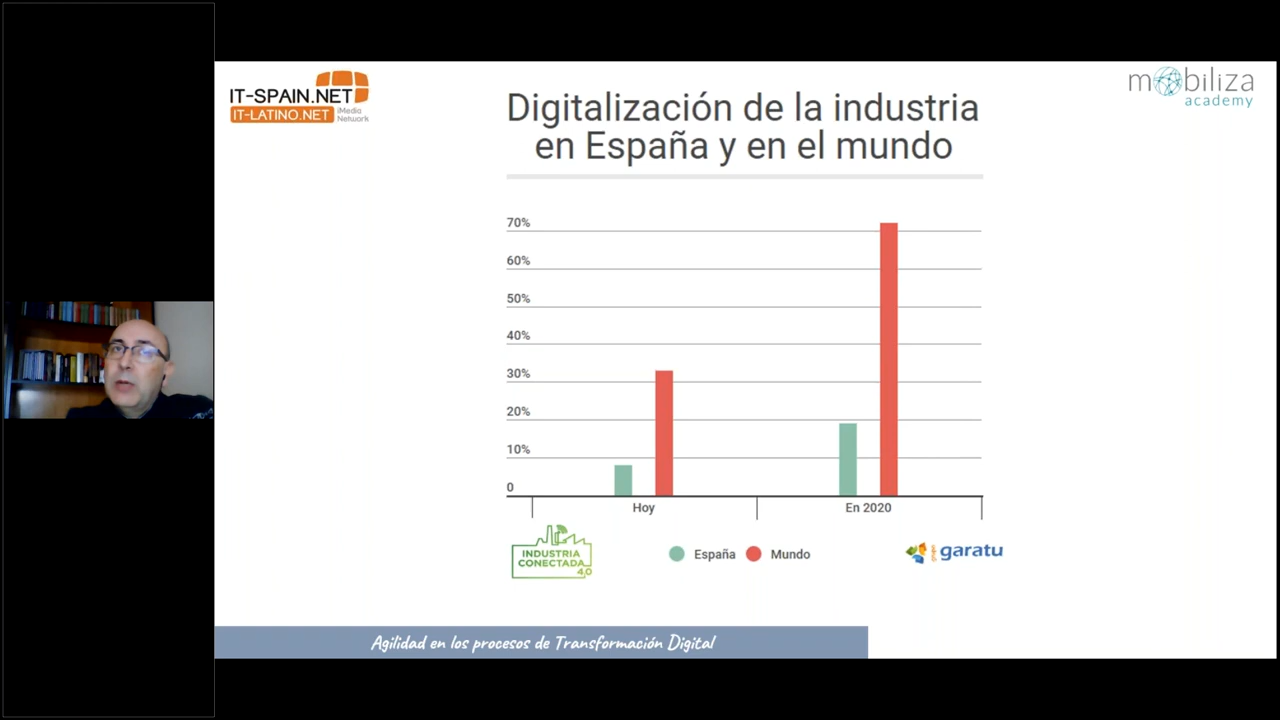 IT-SPAIN.NET
IT-LATINO.NET
iMedia
Network
mobiliza
academy
Digitalización de la industria
en España y en el mundo
70%
60%
50%
40%
30%
20%
10%
0
Hoy
En 2020
INDUSTRIA
CONECTADA
4.0
España
Mundo
grupo
garatu
Agilidad en los procesos de Transformación Digital